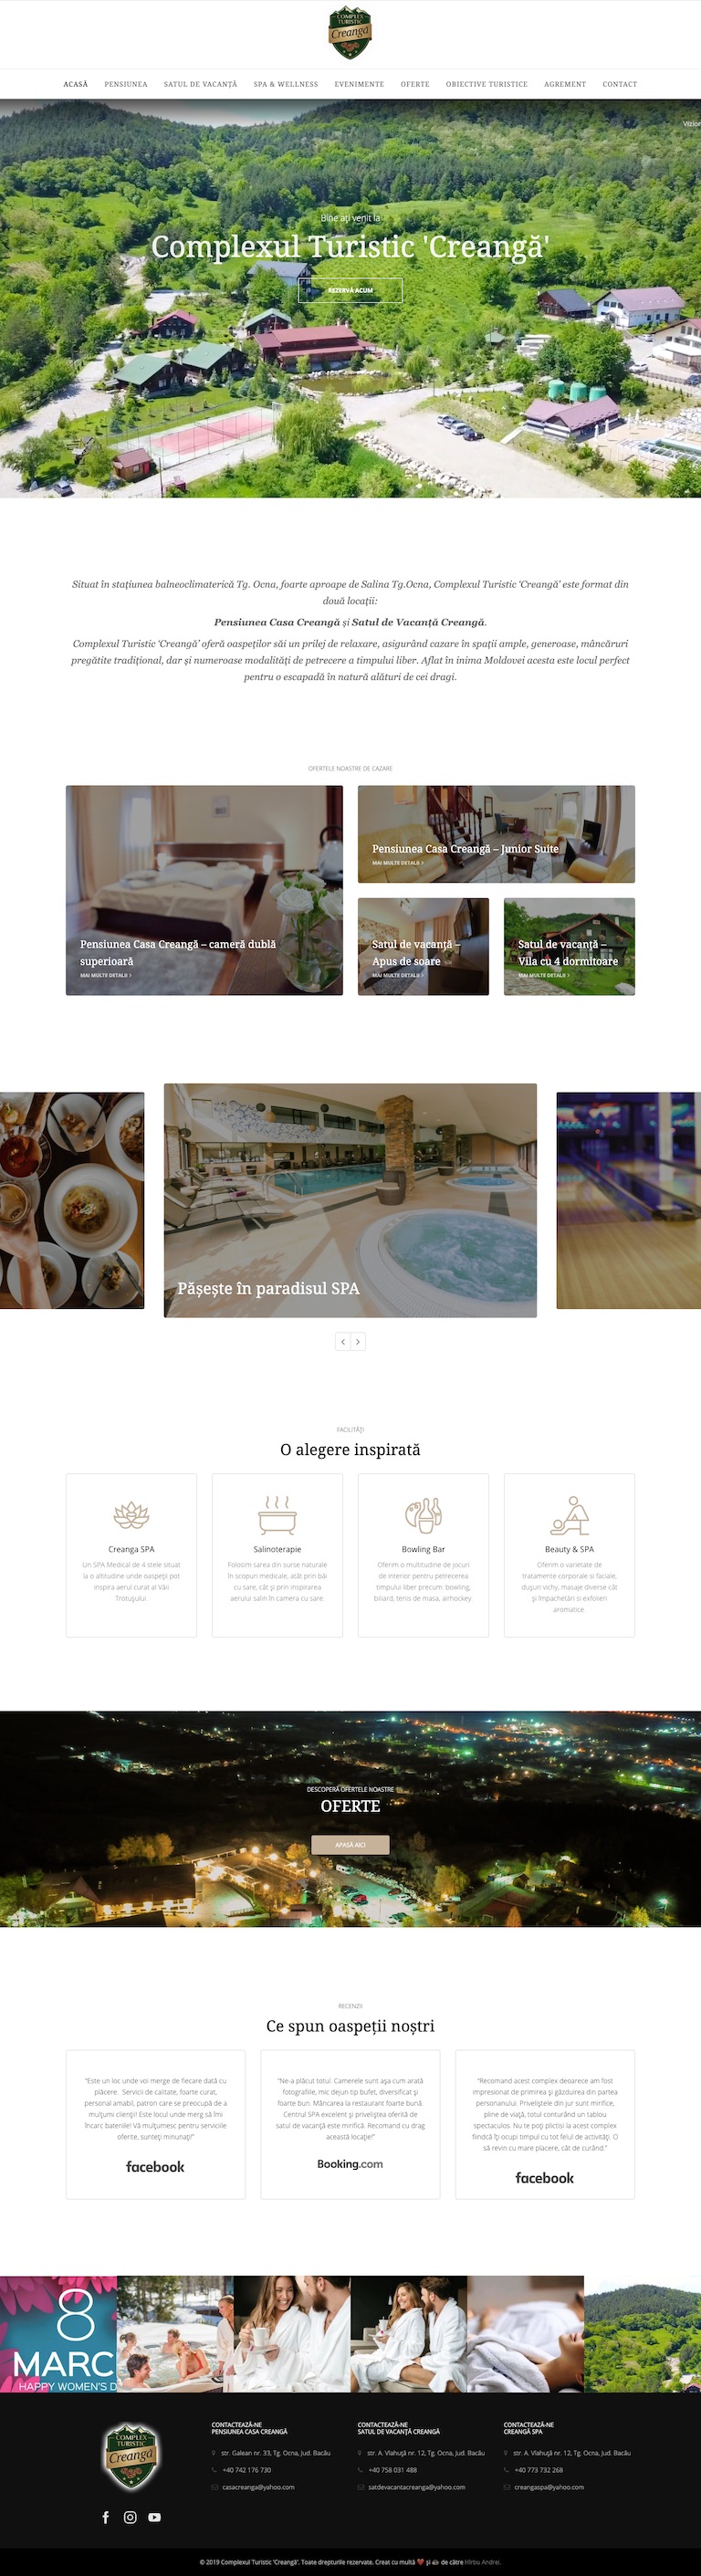 COMPLEX
TURISTIC
Creangă
ACASĂ PENSIUNEA SATUL DE VACANȚĂ SPA & WELLNESS EVENIMENTE OFERTE OBIECTIVE TURISTICE AGREMENT CONTACT
Bine ați venit la
Complexul Turistic 'Creangă'
REZERVĂ ACUM
Situat în stațiunea balneoclimaterică Tg. Ocna, foarte aproape de Salina Tg.Ocna, Complexul Turistic ‘Creangă’ este format din
două locații:
Pensiunea Casa Creangă și Satul de Vacanță Creangă.
Complexul Turistic ‘Creangă’ oferă oaspeților săi un prilej de relaxare, asigurând cazare în spații ample, generoase, mâncăruri
pregătite tradițional, dar și numeroase modalități de petrecere a timpului liber. Aflat în inima Moldovei acesta este locul perfect
pentru o escapadă în natură alături de cei dragi.
OFERTELE NOASTRE DE CAZARE
Pensiunea Casa Creangă – cameră dublă
superioară
MAI MULTE DETALII
Pensiunea Casa Creangă – Junior Suite
MAI MULTE DETALII
Satul de vacanță –
Apus de soare
MAI MULTE DETALII
Satul de vacanță –
Vila cu 4 dormitoare
MAI MULTE DETALII
Pășește în paradisul SPA
FACILITĂȚI
O alegere inspirată
Creanga SPA
Un SPA Medical de 4 stele situat
la o altitudine unde oaspeții pot
inspira aerul curat al Văii
Trotușului.
Salinoterapie
Folosim sarea din surse naturale
în scopuri medicale, atât prin băi
cu sare, cât și prin inspirarea
aerului salin în camera cu sare.
Bowling Bar
Oferim o multitudine de jocuri
de interior pentru petrecerea
timpului liber precum: bowling,
biliard, tenis de masa, airhockey.
Beauty & SPA
Oferim o varietate de
tratamente corporale si faciale,
dușuri vichy, masaje diverse cât
și împachetări si exfolieri
aromatice.
DESCOPERĂ OFERTELE NOASTRE
OFERTE
APASĂ AICI
RECENZII
Ce spun oaspeții noștri
"Este un loc unde voi merge de fiecare dată cu
plăcere. Servicii de calitate, foarte curat,
personal amabil, patron care se preocupă de a
mulțumi clienții! Este locul unde merg să îmi
încarc bateriile! Vă mulțumesc pentru serviciile
oferite, sunteți minunați!"
facebook
"Ne-a plăcut totul. Camerele sunt așa cum arată
fotografiile, mic dejun tip bufet, diversificat și
foarte bun. Mâncarea la restaurant foarte bună.
Centrul SPA excelent și priveliștea oferită de
satul de vacanță este mirifică. Recomand cu drag
această locație!"
Booking.com
"Recomand acest complex deoarece am fost
impresionat de primirea și găzduirea din partea
personanului. Priveliștele din jur sunt mirifice,
pline de viață, totul conturând un tablou
spectaculos. Nu te poți plictisi la acest complex
fiindcă îți ocupi timpul cu tot felul de activități. O
să revin cu mare placere, cât de curând."
facebook
8
MARC
HAPPY WOMEN'S D
COMPLEX
TURISTIC
Creangă
CONTACTEAZĂ-NE
PENSIUNEA CASA CREANGĂ
str. Galean nr. 33, Tg. Ocna, Jud. Bacău
+40 742 176 730
casacreanga@yahoo.com
CONTACTEAZĂ-NE
SATUL DE VACANȚĂ CREANGĂ
str. A. Vlahuță nr. 12, Tg. Ocna, Jud. Bacău
+40 758 031 488
satdevacantacreanga@yahoo.com
CONTACTEAZĂ-NE
CREANGĂ SPA
str. A. Vlahuță nr. 12, Tg. Ocna, Jud. Bacău
+40 773 732 268
creangaspa@yahoo.com
© 2019 Complexul Turistic 'Creangă'. Toate drepturile rezervate. Creat cu multă ❤️ și ☕ de către Hîrbu Andrei.